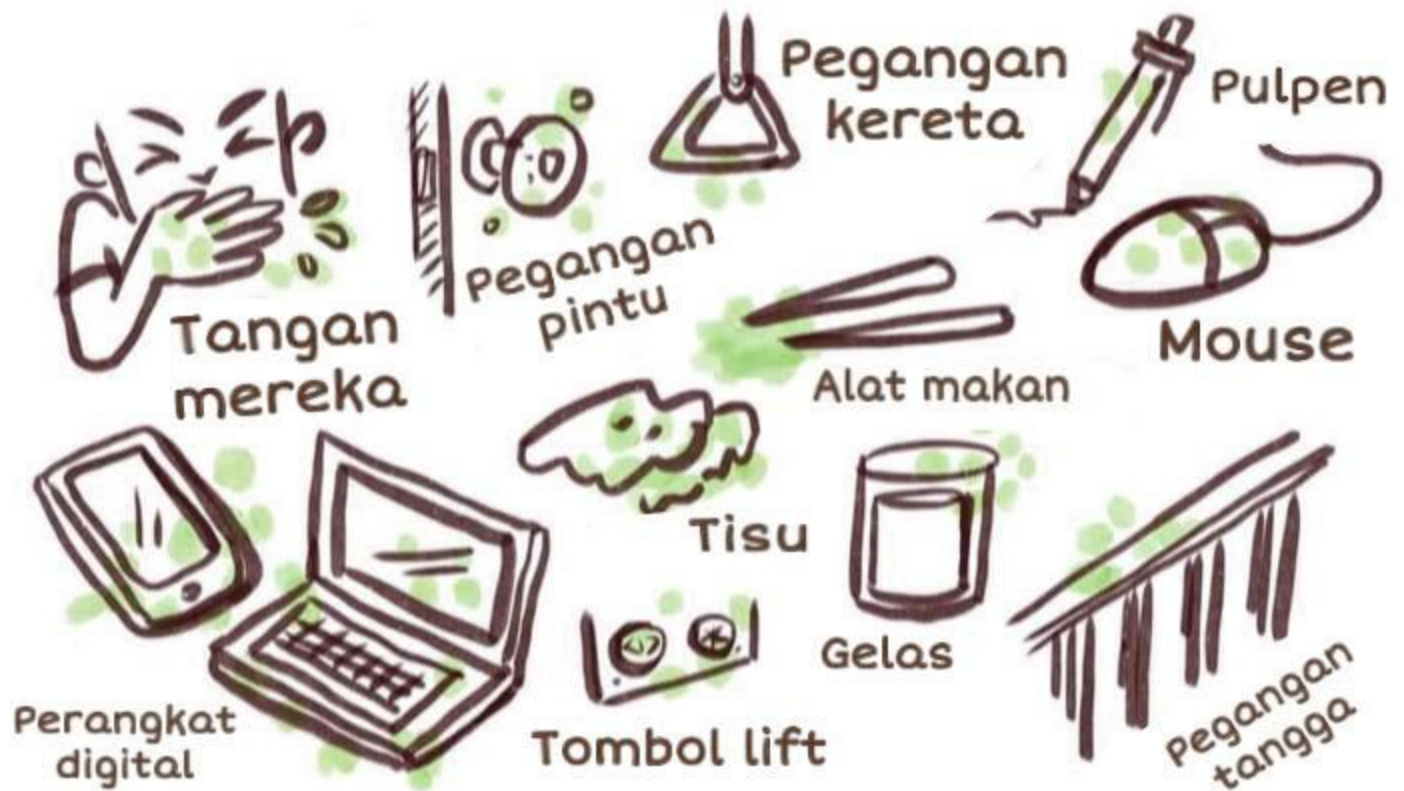 Pegangan
kereta
Pulpen
Pegangan
pintu
Tangan
mereka
Mouse
Alat makan
Tisu
Gelas
Perangkat
digital
Tombol lift
Pegangan
tangga